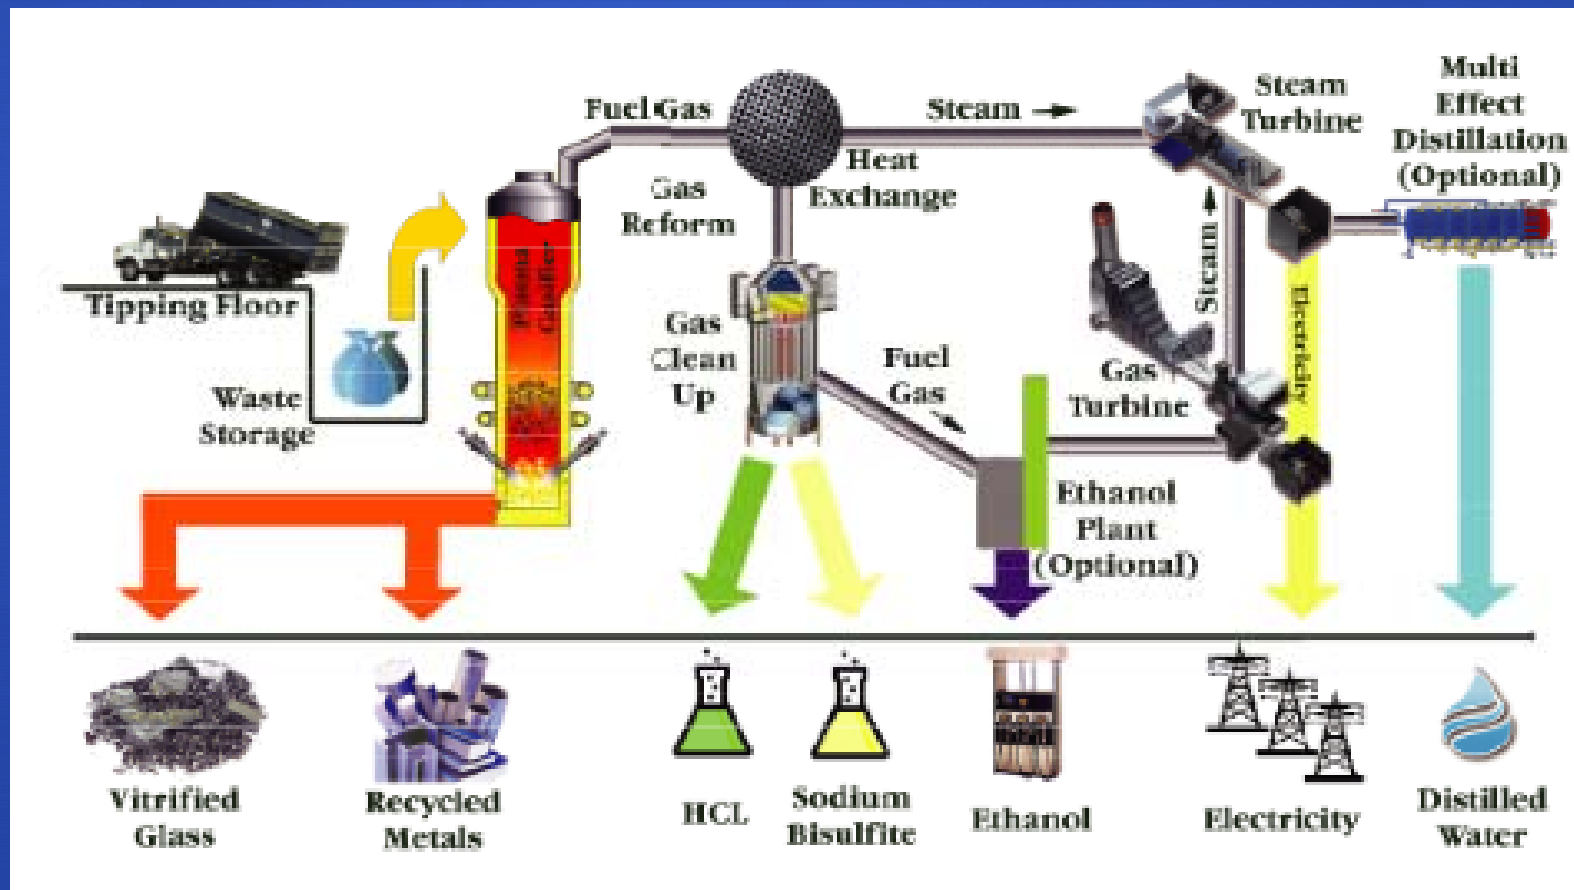 Fuel Gas
Steam
Steam
Turbine
Multi
Effect
Distillation
(Optional)
Heat
Exchange
Gas
Reform
Tipping Floor
Plasma
Gasifier
Steam
Electricity
Gas
Clean
Up
Fuel
Gas
Gas
Turbine
Waste
Storage
Ethanol
Plant
(Optional)
Vitrified
Glass
Recycled
Metals
HCL
Sodium
Bisulfite
Ethanol
Electricity
Distilled
Water